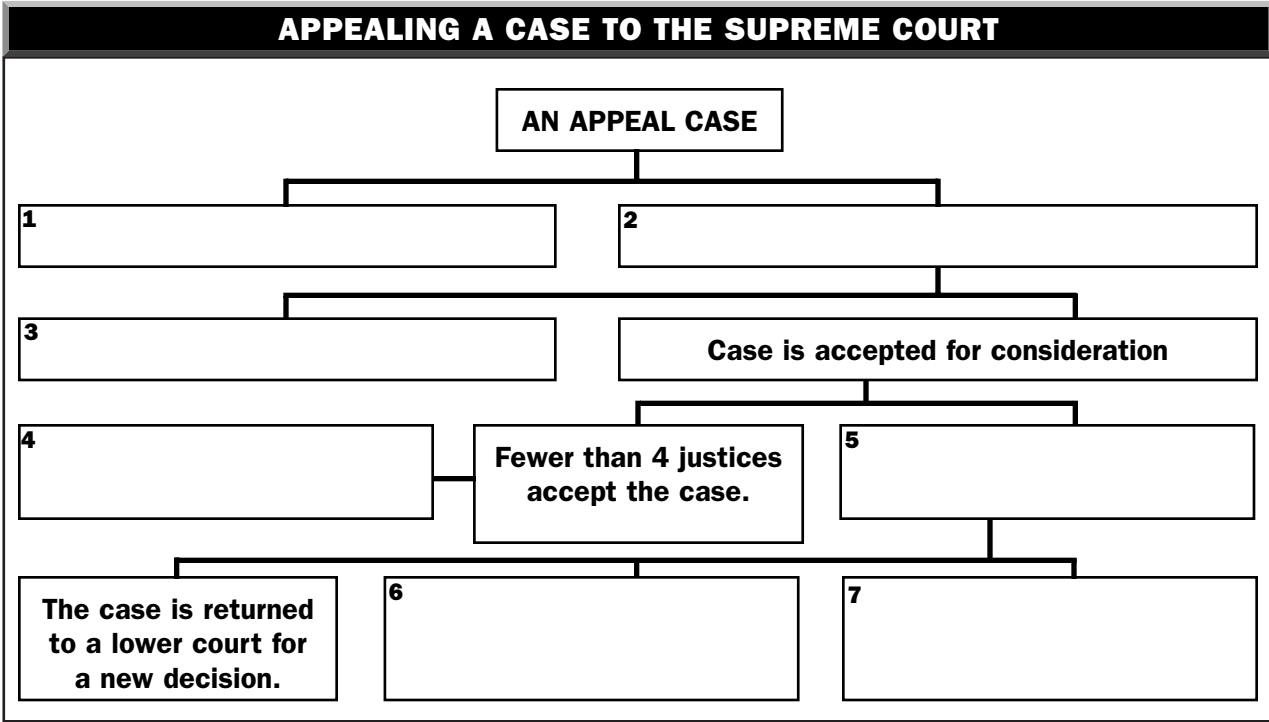 APPEALING A CASE TO THE SUPREME COURT
AN APPEAL CASE
1
2
3
Case is accepted for consideration
4
Fewer than 4 justices
accept the case.
5
The case is returned
to a lower court for
a new decision.
6
7